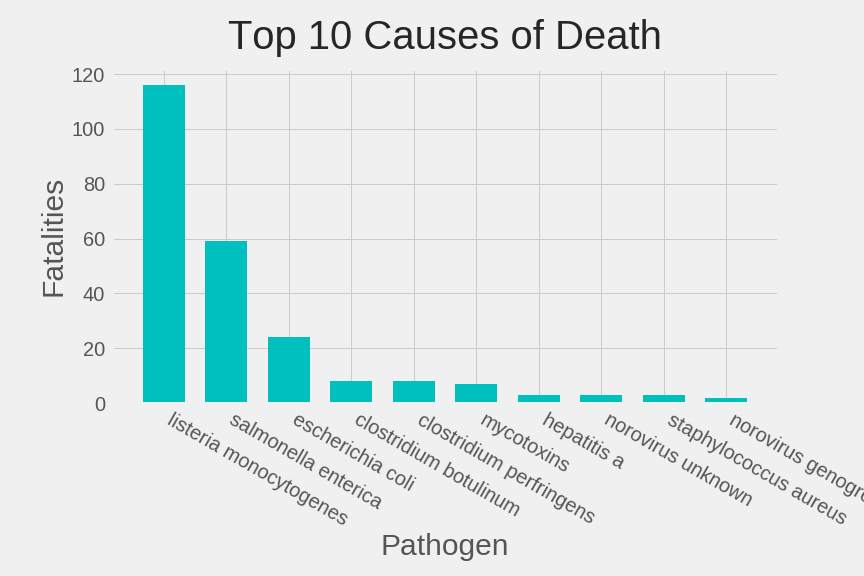 Top 10 Causes of Death
Fatalities
120
100
80
60
40
20
0
listeria monocytogenes
salmonella enterica
escherichia coli
clostridium botulinum
clostridium perfringens
mycotoxins
hepatitis a
norovirus unknown
staphylococcus aureus
norovirus
Pathogen